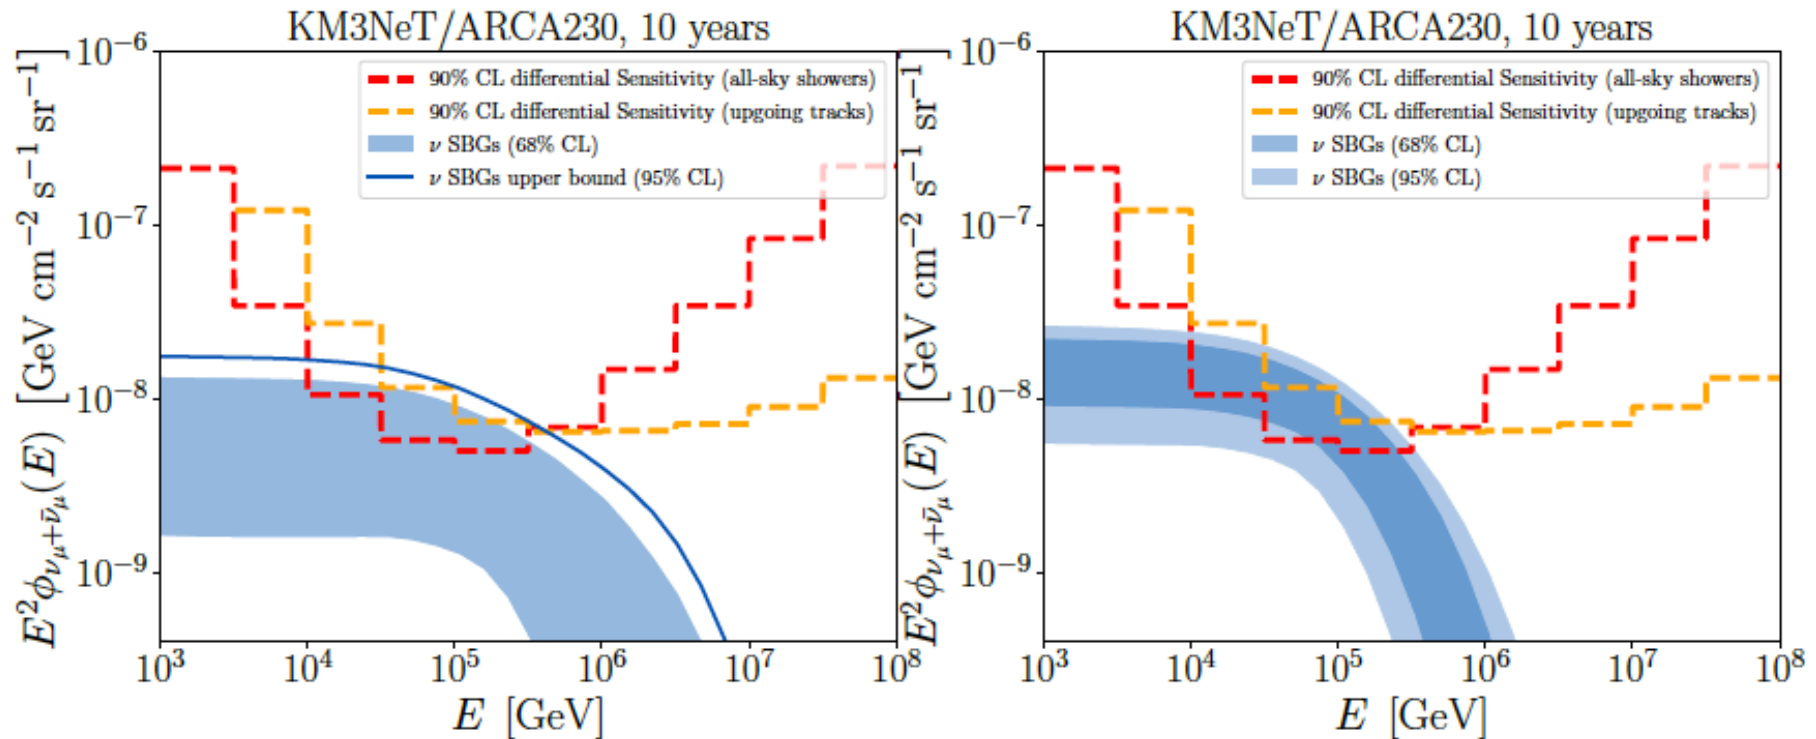 KM3NeT/ARCA230, 10 years
90% CL differential Sensitivity (all-sky showers)
90% CL differential Sensitivity (upgoing tracks)
ν SBGs (68% CL)
ν SBGs upper bound (95% CL)
E²ϕ_{ν_μ+ν̄_μ}(E) [GeV cm⁻² s⁻¹ sr⁻¹]
10⁻⁶
10⁻⁷
10⁻⁸
10⁻⁹
10³ 10⁴ 10⁵ 10⁶ 10⁷ 10⁸
E [GeV]
KM3NeT/ARCA230, 10 years
90% CL differential Sensitivity (all-sky showers)
90% CL differential Sensitivity (upgoing tracks)
ν SBGs (68% CL)
ν SBGs (95% CL)
E²ϕ_{ν_μ+ν̄_μ}(E) [GeV cm⁻² s⁻¹ sr⁻¹]
10⁻⁶
10⁻⁷
10⁻⁸
10⁻⁹
10³ 10⁴ 10⁵ 10⁶ 10⁷ 10⁸
E [GeV]